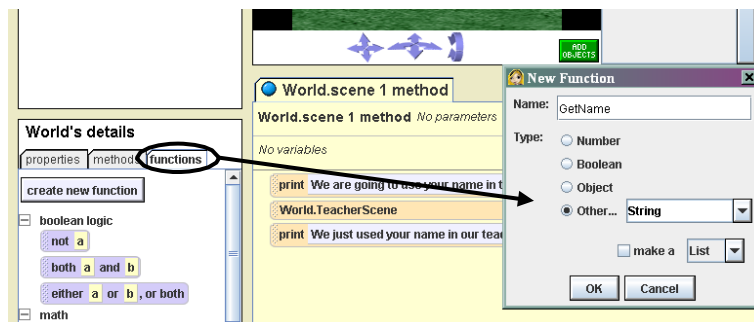 ADD
OBJECTS
World's details
properties methods functions
create new function
boolean logic
not a
both a and b
either a or b , or both
math
World.scene 1 method
World.scene 1 method No parameters
No variables
print We are going to use your name in t
World.TeacherScene
print We just used your name in our tea
New Function
Name: GetName
Type: Number
Boolean
Object
Other... String
make a List
OK Cancel